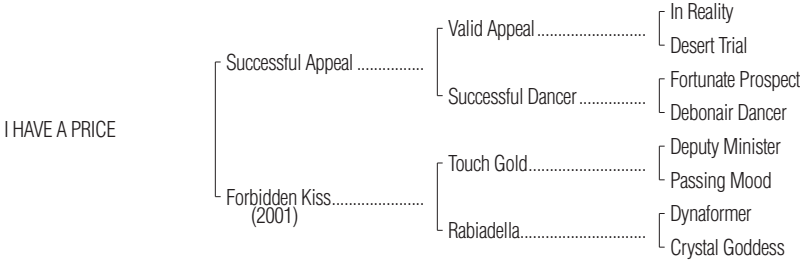 In Reality
Valid Appeal
Desert Trial
Successful Appeal
Fortunate Prospect
Successful Dancer
Debonair Dancer
I HAVE A PRICE
Deputy Minister
Touch Gold
Passing Mood
Forbidden Kiss
(2001)
Dynaformer
Rabiadella
Crystal Goddess